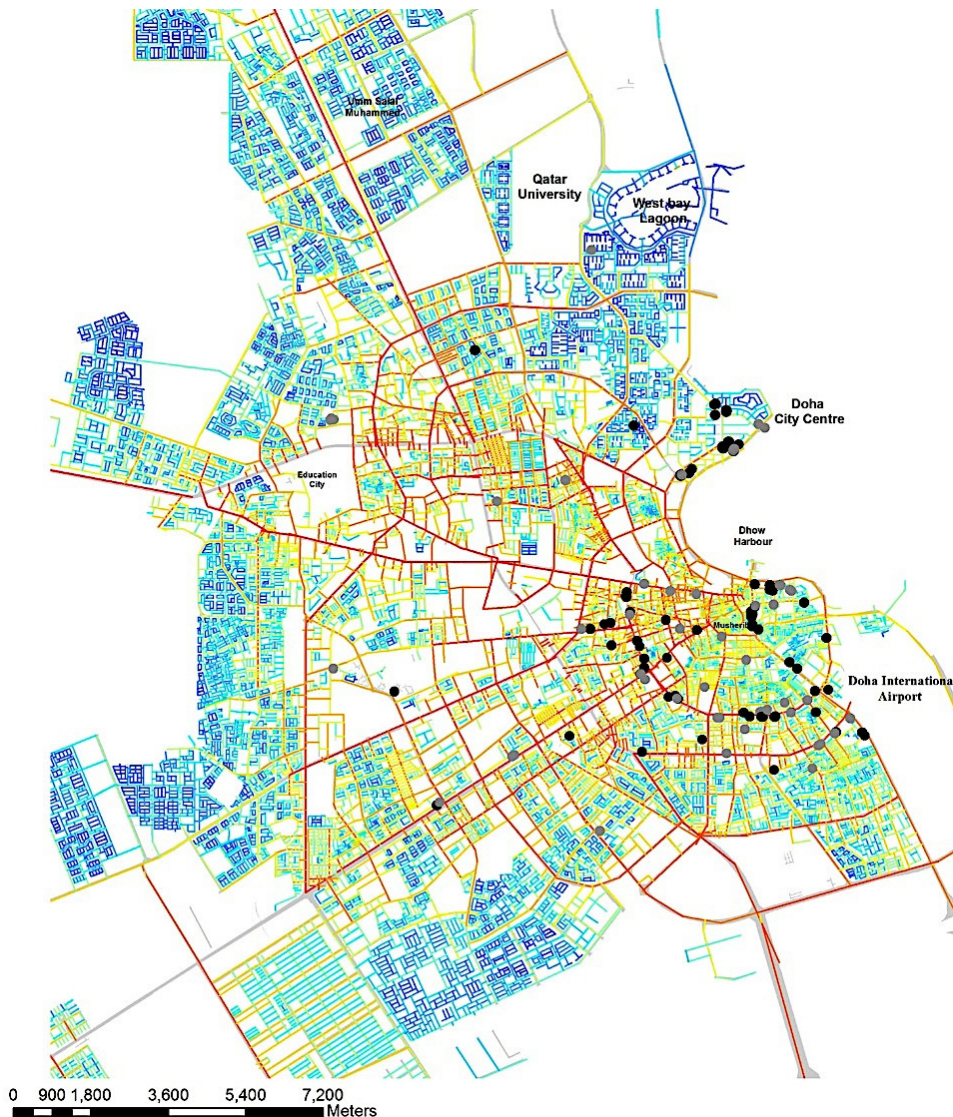 Umm Salal
Muhammed
Qatar
University
West bay
Lagoon
Doha
City Centre
Education
City
Dhow
Harbour
Musherib
Doha Internationa
Airport
0 900 1,800 3,600 5,400 7,200
Meters